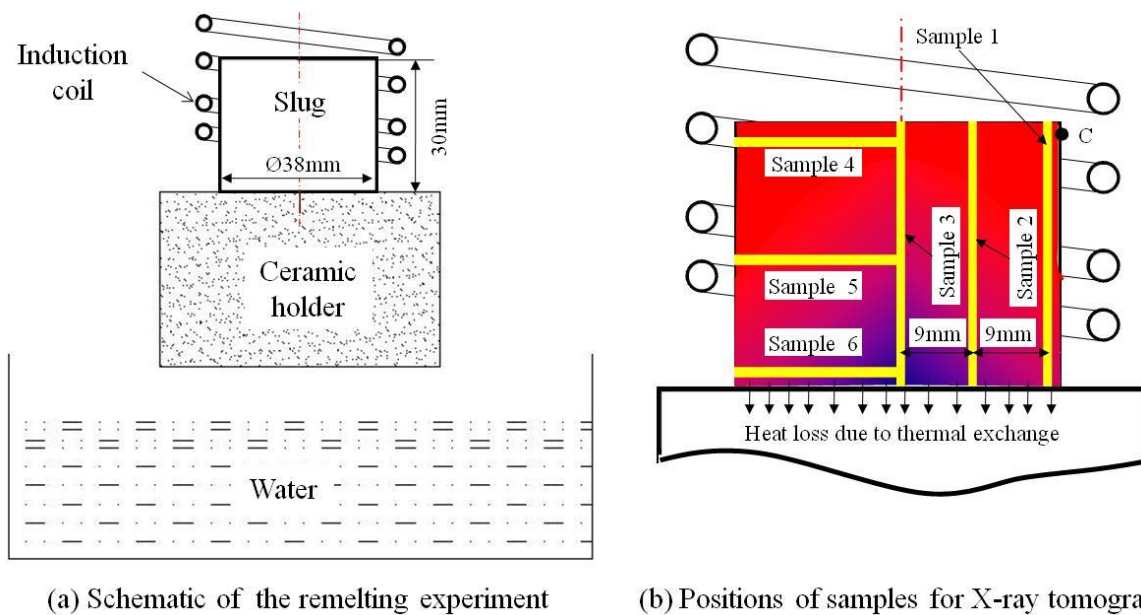 Induction
coil
Slug
30mm
Ø38mm
Ceramic
holder
Water
(a) Schematic of the remelting experiment
Sample 1
C
Sample 4
Sample 3
Sample 2
Sample 5
Sample 6
9mm
9mm
Heat loss due to thermal exchange
(b) Positions of samples for X-ray tomogra